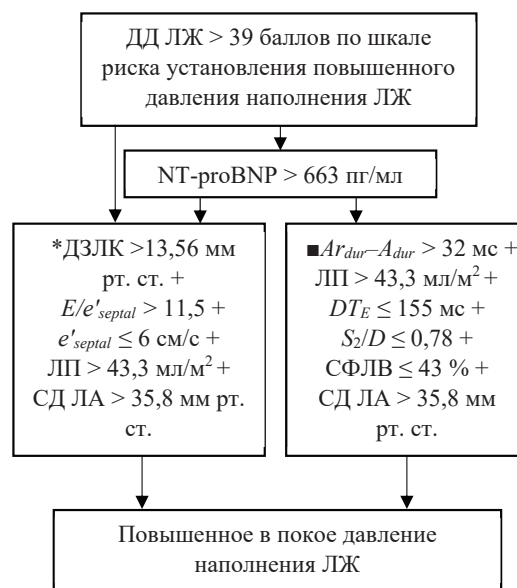 ДД ЛЖ > 39 баллов по шкале
риска установления повышенного
давления наполнения ЛЖ
NT-proBNP > 663 пг/мл
*ДЗЛК >13,56 мм
рт. ст. +
E/e'septal > 11,5 +
e'septal ≤ 6 см/с +
ЛП > 43,3 мл/м² +
СД ЛА > 35,8 мм рт.
ст.
■Ardur–Adur > 32 мс +
ЛП > 43,3 мл/м² +
DTE ≤ 155 мс +
S2/D ≤ 0,78 +
СФЛВ ≤ 43 % +
СД ЛА > 35,8 мм
рт. ст.
Повышенное в покое давление
наполнения ЛЖ